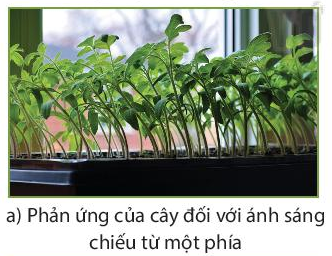 a) Phản ứng của cây đối với ánh sáng
chiếu từ một phía